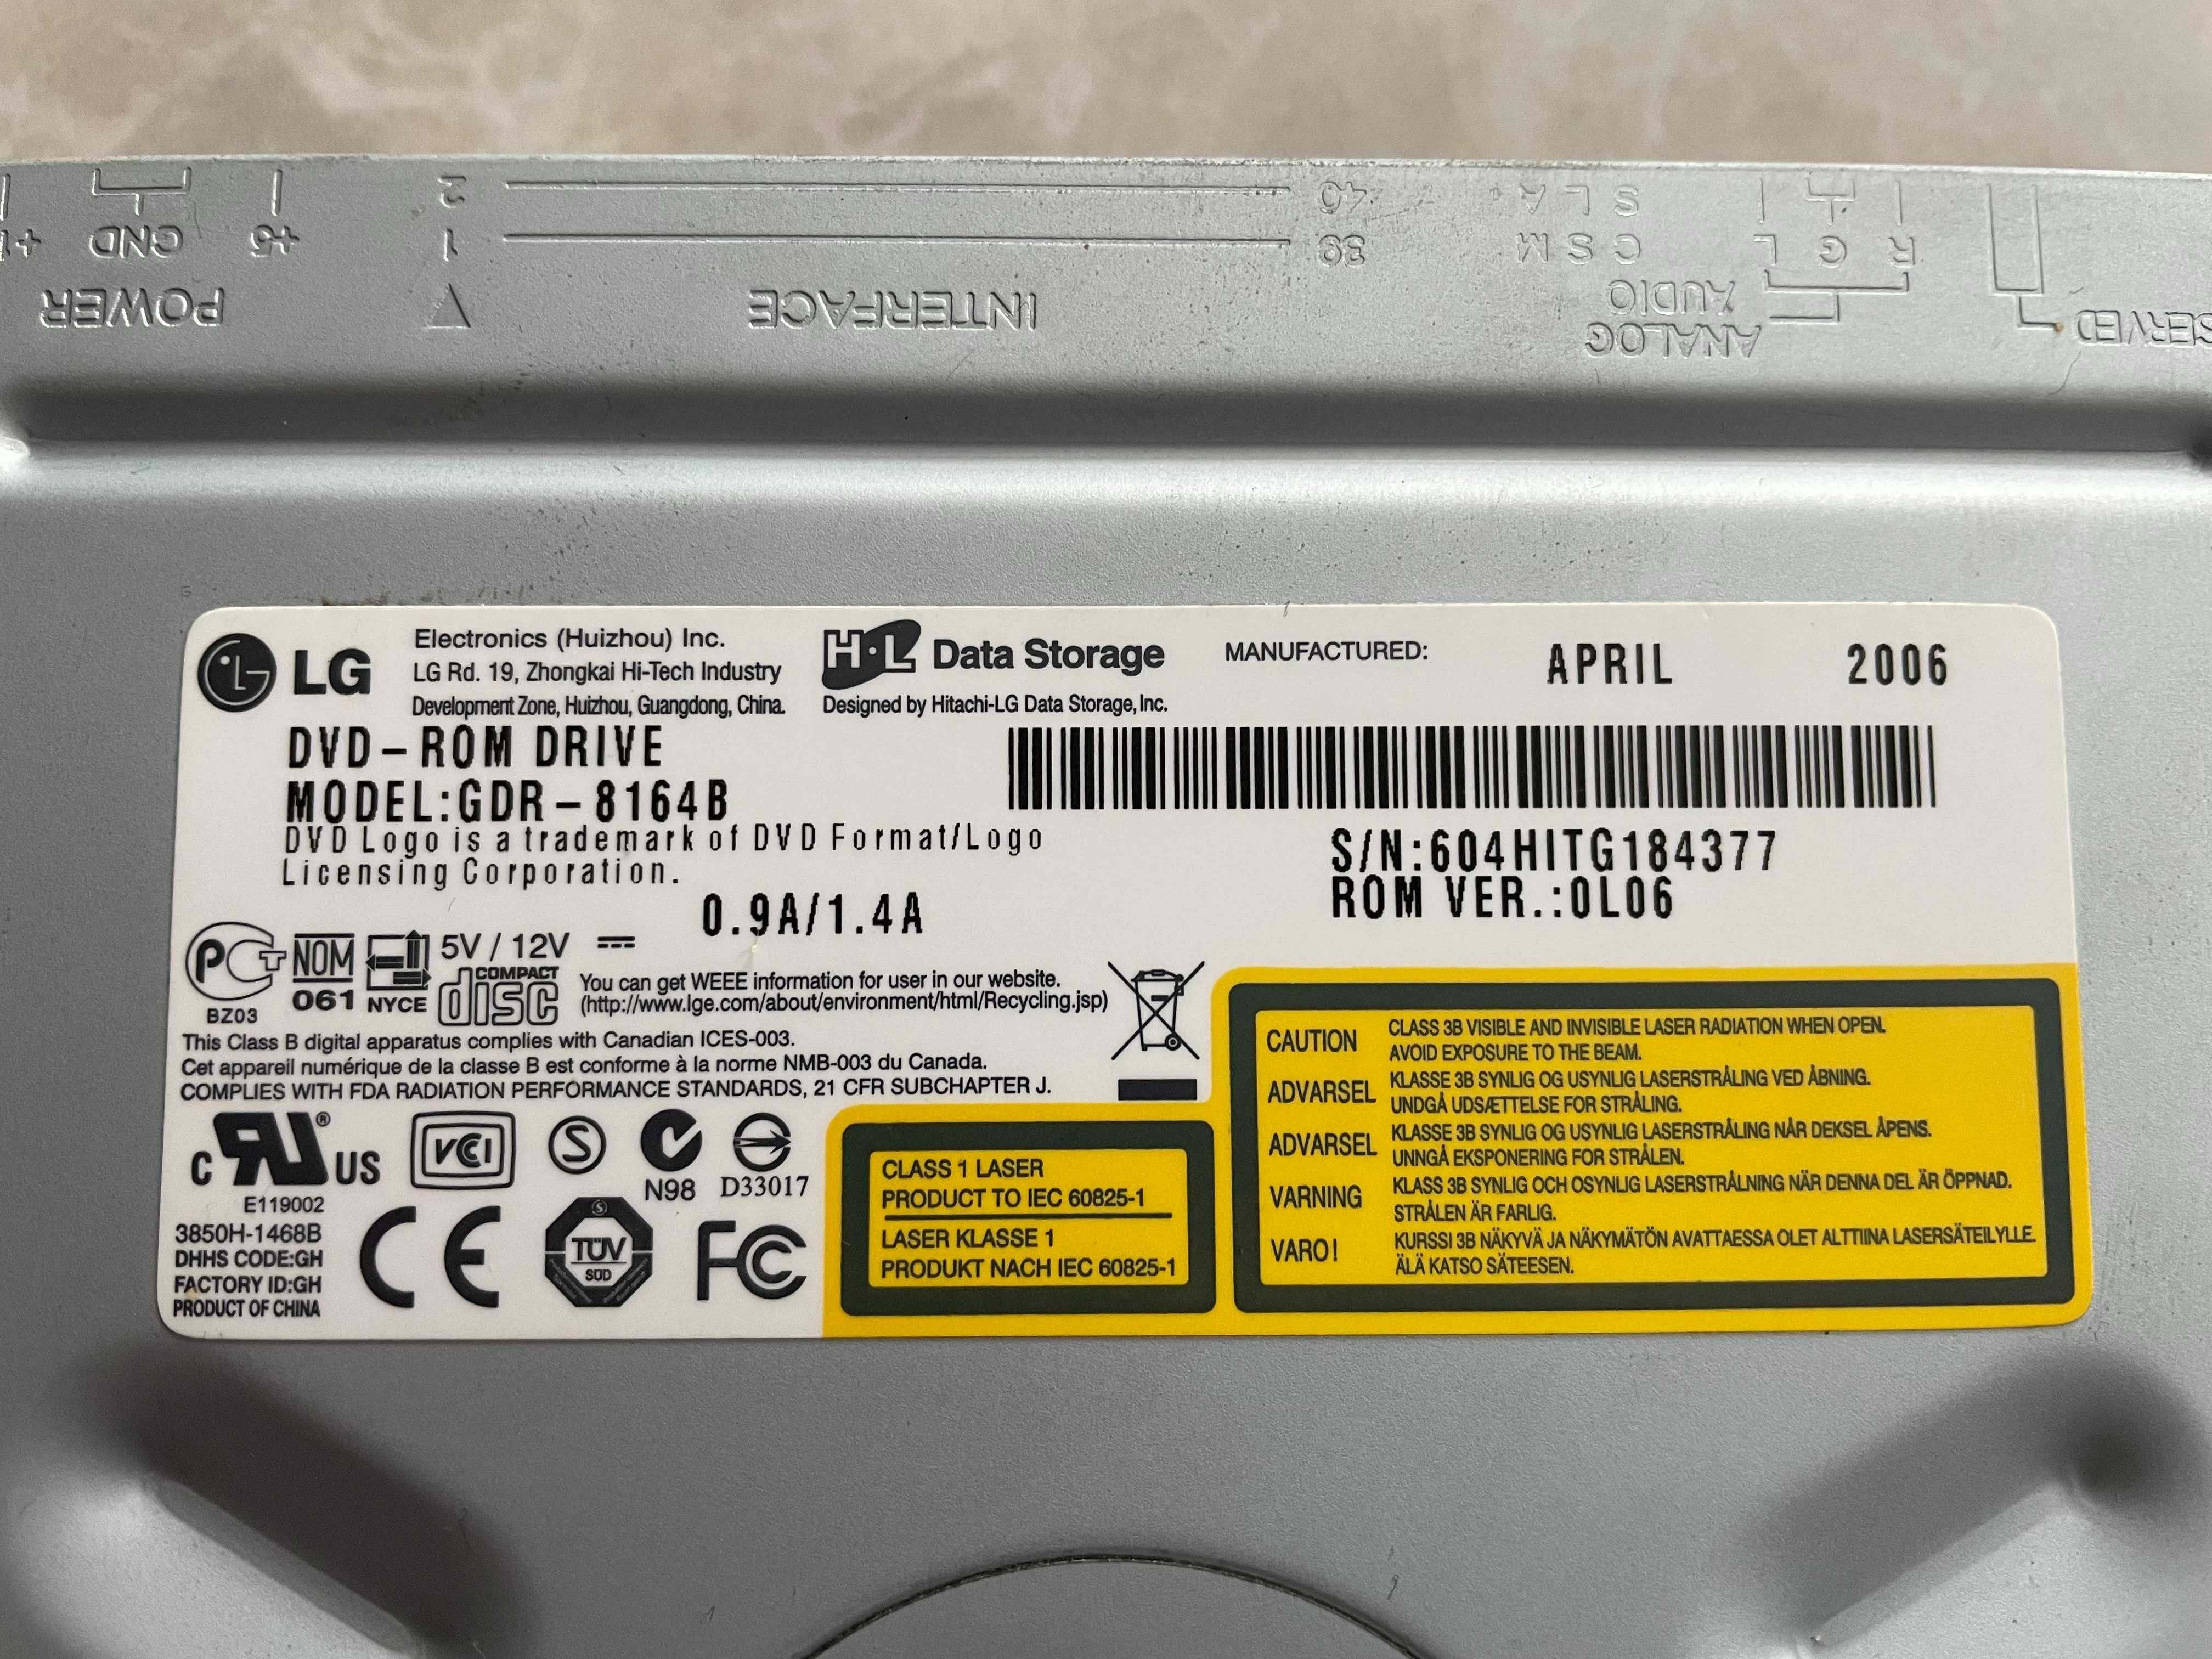 +5
GND
POWER
2
1
40
39
INTERFACE
S L A
C S M
R G L
ANALOG
AUDIO
LG
Electronics (Huizhou) Inc.
LG Rd. 19, Zhongkai Hi-Tech Industry
Development Zone, Huizhou, Guangdong, China.
H·L Data Storage
Designed by Hitachi-LG Data Storage, Inc.
MANUFACTURED: APRIL 2006
DVD-ROM DRIVE
MODEL:GDR-8164B
DVD Logo is a trademark of DVD Format/Logo
Licensing Corporation.
0.9A/1.4A
S/N:604HITG184377
ROM VER.:0L06
PCT
BZ03
NOM
061
NYCE
5V / 12V
COMPACT
disc
You can get WEEE information for user in our website.
(http://www.lge.com/about/environment/html/Recycling.jsp)
This Class B digital apparatus complies with Canadian ICES-003.
Cet appareil numérique de la classe B est conforme à la norme NMB-003 du Canada.
COMPLIES WITH FDA RADIATION PERFORMANCE STANDARDS, 21 CFR SUBCHAPTER J.
C UR ® US
E119002
VCI
S
N98
D33017
3850H-1468B
DHHS CODE:GH
FACTORY ID:GH
PRODUCT OF CHINA
CE
TÜV
SÜD
FC
CLASS 1 LASER
PRODUCT TO IEC 60825-1
LASER KLASSE 1
PRODUKT NACH IEC 60825-1
CAUTION CLASS 3B VISIBLE AND INVISIBLE LASER RADIATION WHEN OPEN.
AVOID EXPOSURE TO THE BEAM.
ADVARSEL KLASSE 3B SYNLIG OG USYNLIG LASERSTRÅLING VED ÅBNING.
UNDGÅ UDSÆTTELSE FOR STRÅLING.
ADVARSEL KLASSE 3B SYNLIG OG USYNLIG LASERSTRÅLING NÅR DEKSEL ÅPENS.
UNNGÅ EKSPONERING FOR STRÅLEN.
VARNING KLASS 3B SYNLIG OCH OSYNLIG LASERSTRÅLNING NÄR DENNA DEL ÄR ÖPPNAD.
STRÅLEN ÄR FARLIG.
VARO! KURSSI 3B NÄKYVÄ JA NÄKYMÄTÖN AVATTAESSA OLET ALTTIINA LASERSÄTEILYLLE.
ÄLÄ KATSO SÄTEESEN.